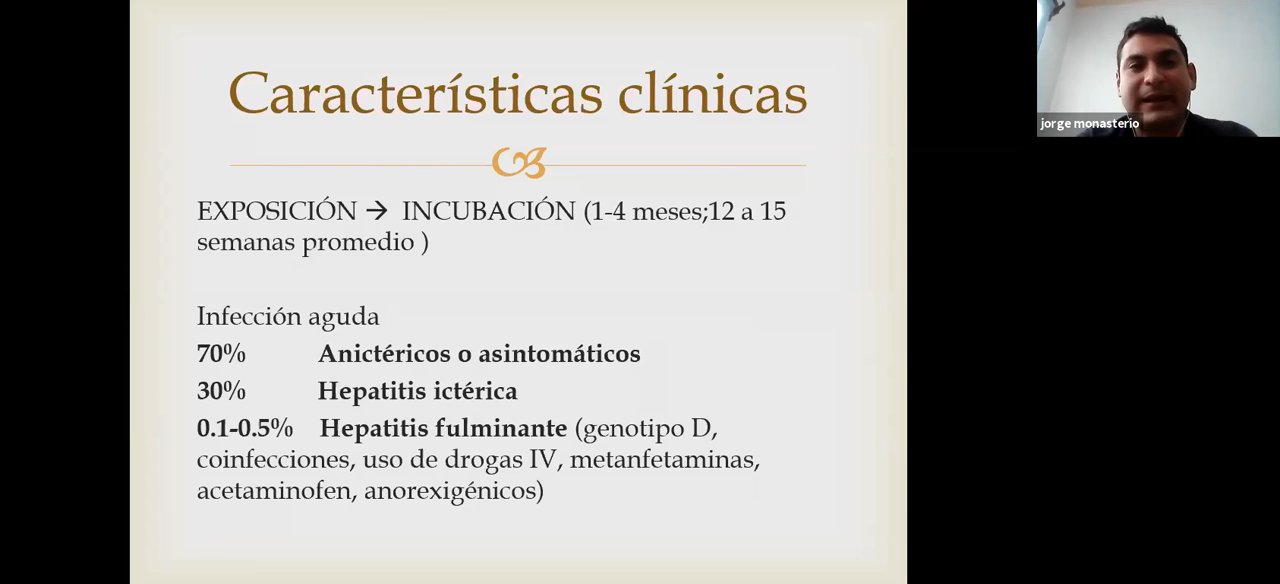 Características clínicas
EXPOSICIÓN → INCUBACIÓN (1-4 meses;12 a 15
semanas promedio )
Infección aguda
70% Anictéricos o asintomáticos
30% Hepatitis ictérica
0.1-0.5% Hepatitis fulminante (genotipo D,
coinfecciones, uso de drogas IV, metanfetaminas,
acetaminofen, anorexigénicos)
jorge monasterio